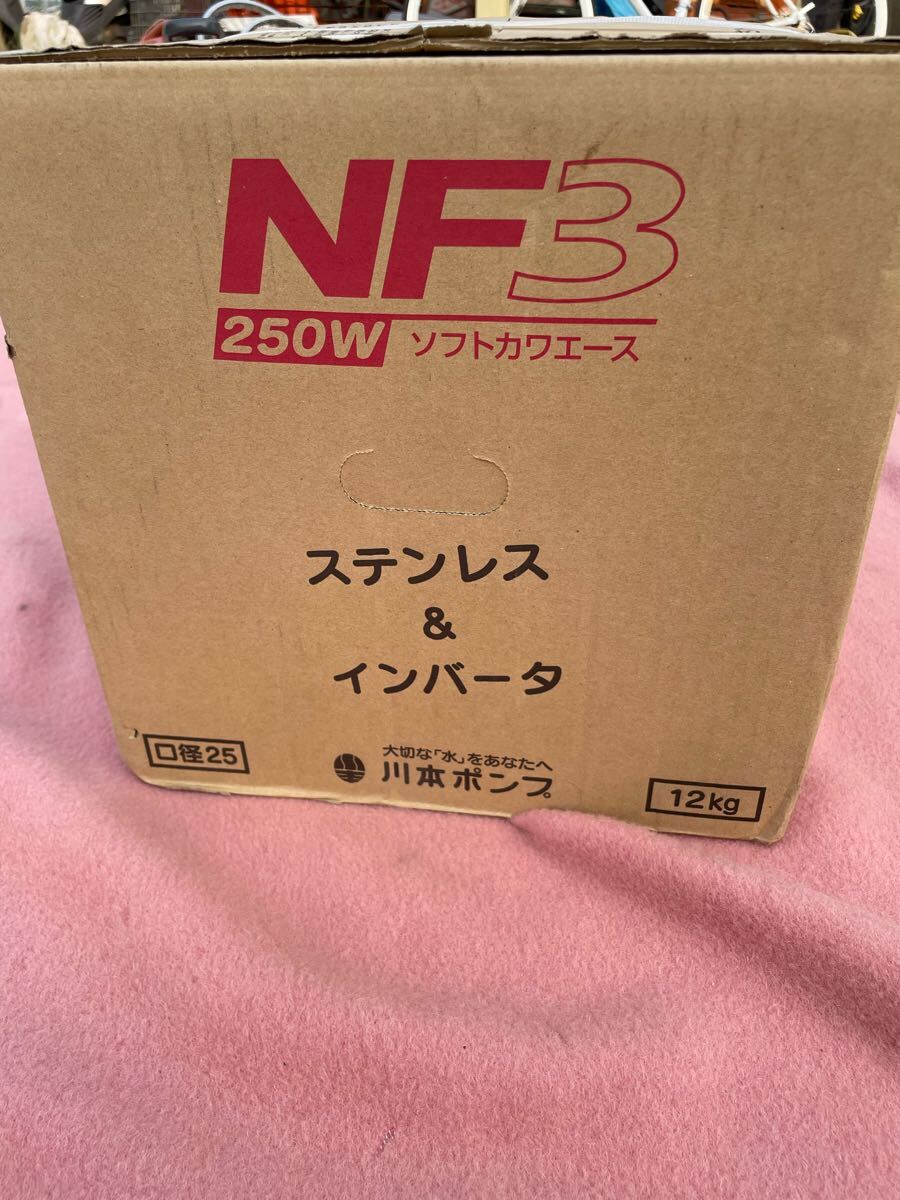 NF3
250W ソフトカワエース
ステンレス
&
インバータ
口径25
大切な「水」をあなたへ
川本ポンプ
12kg